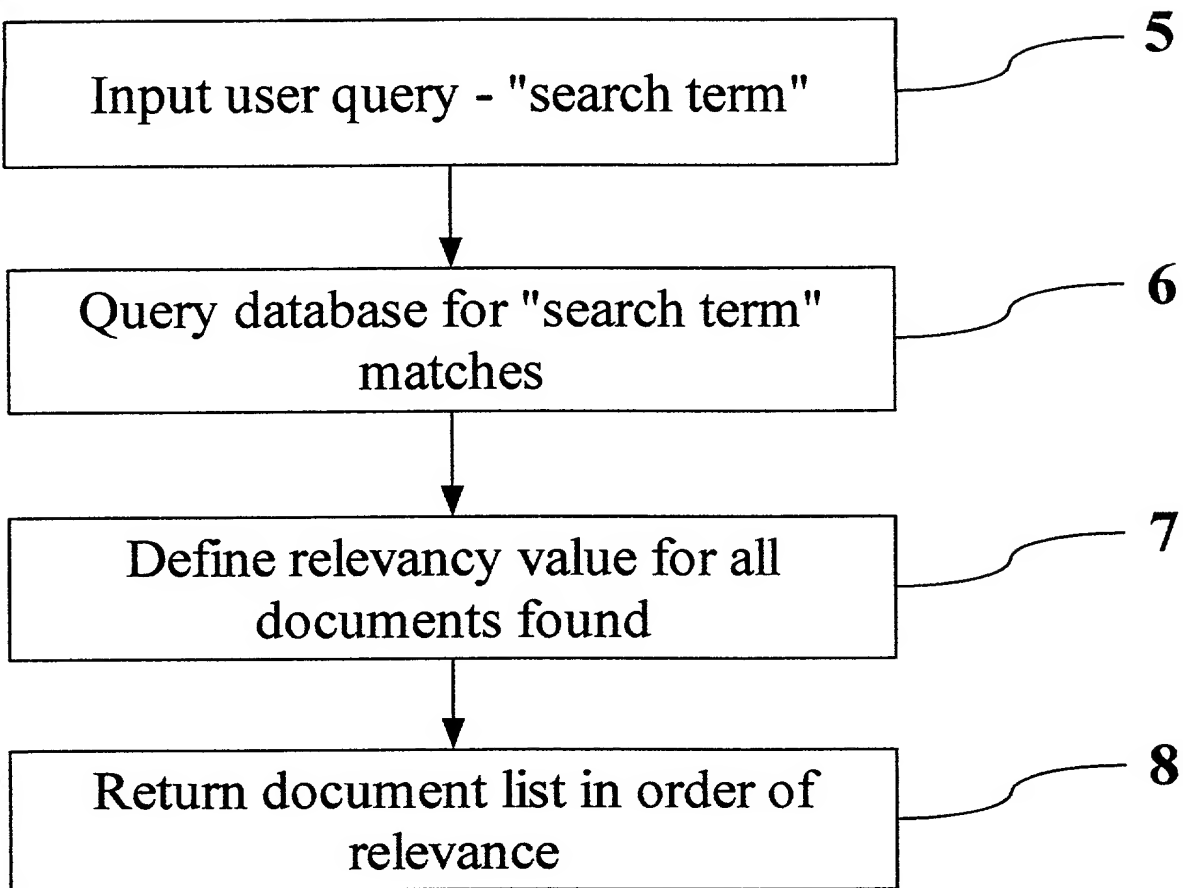 5
Input user query - "search term"
6
Query database for "search term"
matches
7
Define relevancy value for all
documents found
8
Return document list in order of
relevance